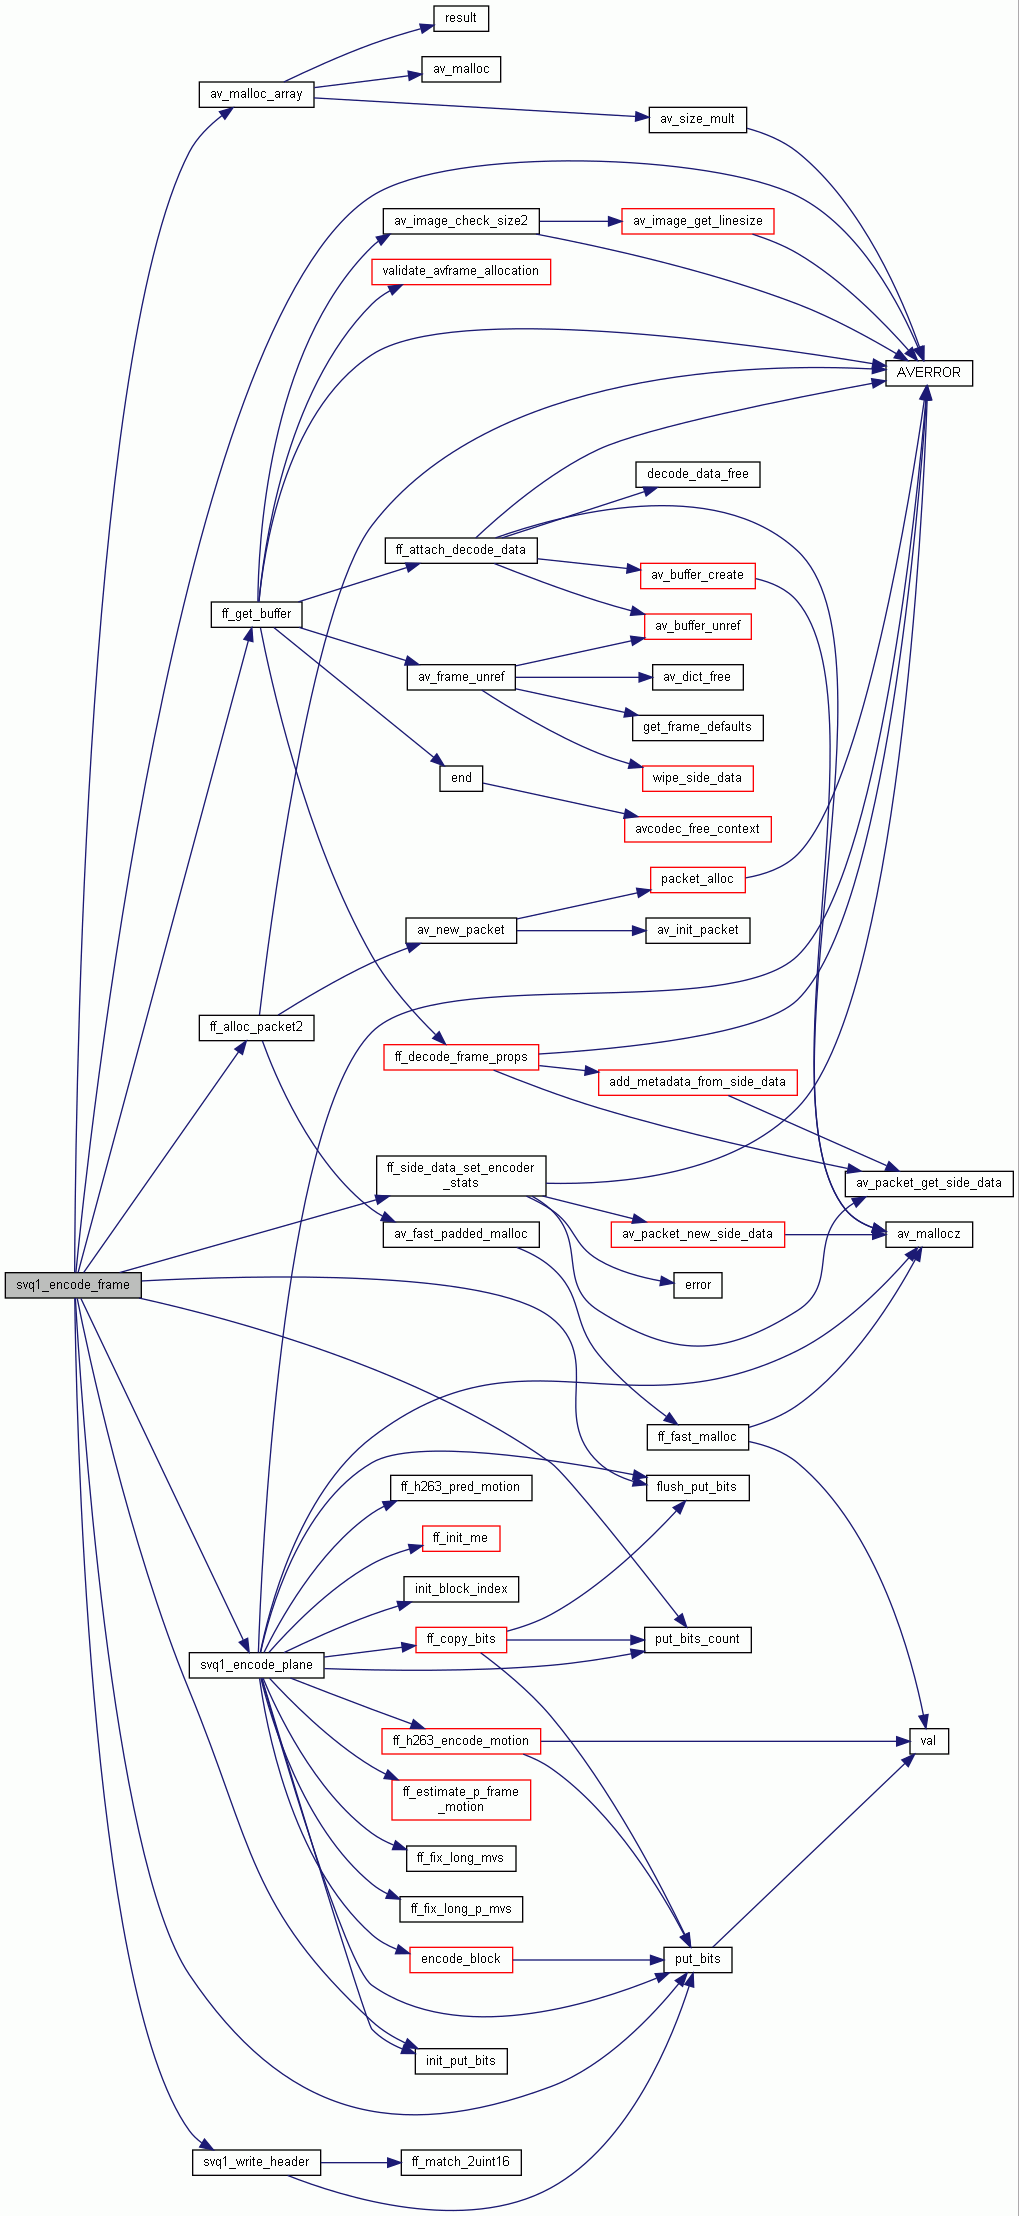 result
av_malloc
av_malloc_array
av_size_mult
av_image_check_size2
av_image_get_linesize
validate_avframe_allocation
AVERROR
decode_data_free
ff_attach_decode_data
av_buffer_create
ff_get_buffer
av_buffer_unref
av_frame_unref
av_dict_free
get_frame_defaults
end
wipe_side_data
avcodec_free_context
packet_alloc
av_new_packet
av_init_packet
ff_alloc_packet2
ff_decode_frame_props
add_metadata_from_side_data
ff_side_data_set_encoder
_stats
av_packet_get_side_data
av_fast_padded_malloc
av_packet_new_side_data
av_mallocz
svq1_encode_frame
error
ff_fast_malloc
ff_h263_pred_motion
flush_put_bits
ff_init_me
init_block_index
ff_copy_bits
put_bits_count
svq1_encode_plane
ff_h263_encode_motion
val
ff_estimate_p_frame
_motion
ff_fix_long_mvs
ff_fix_long_p_mvs
encode_block
put_bits
init_put_bits
svq1_write_header
ff_match_2uint16